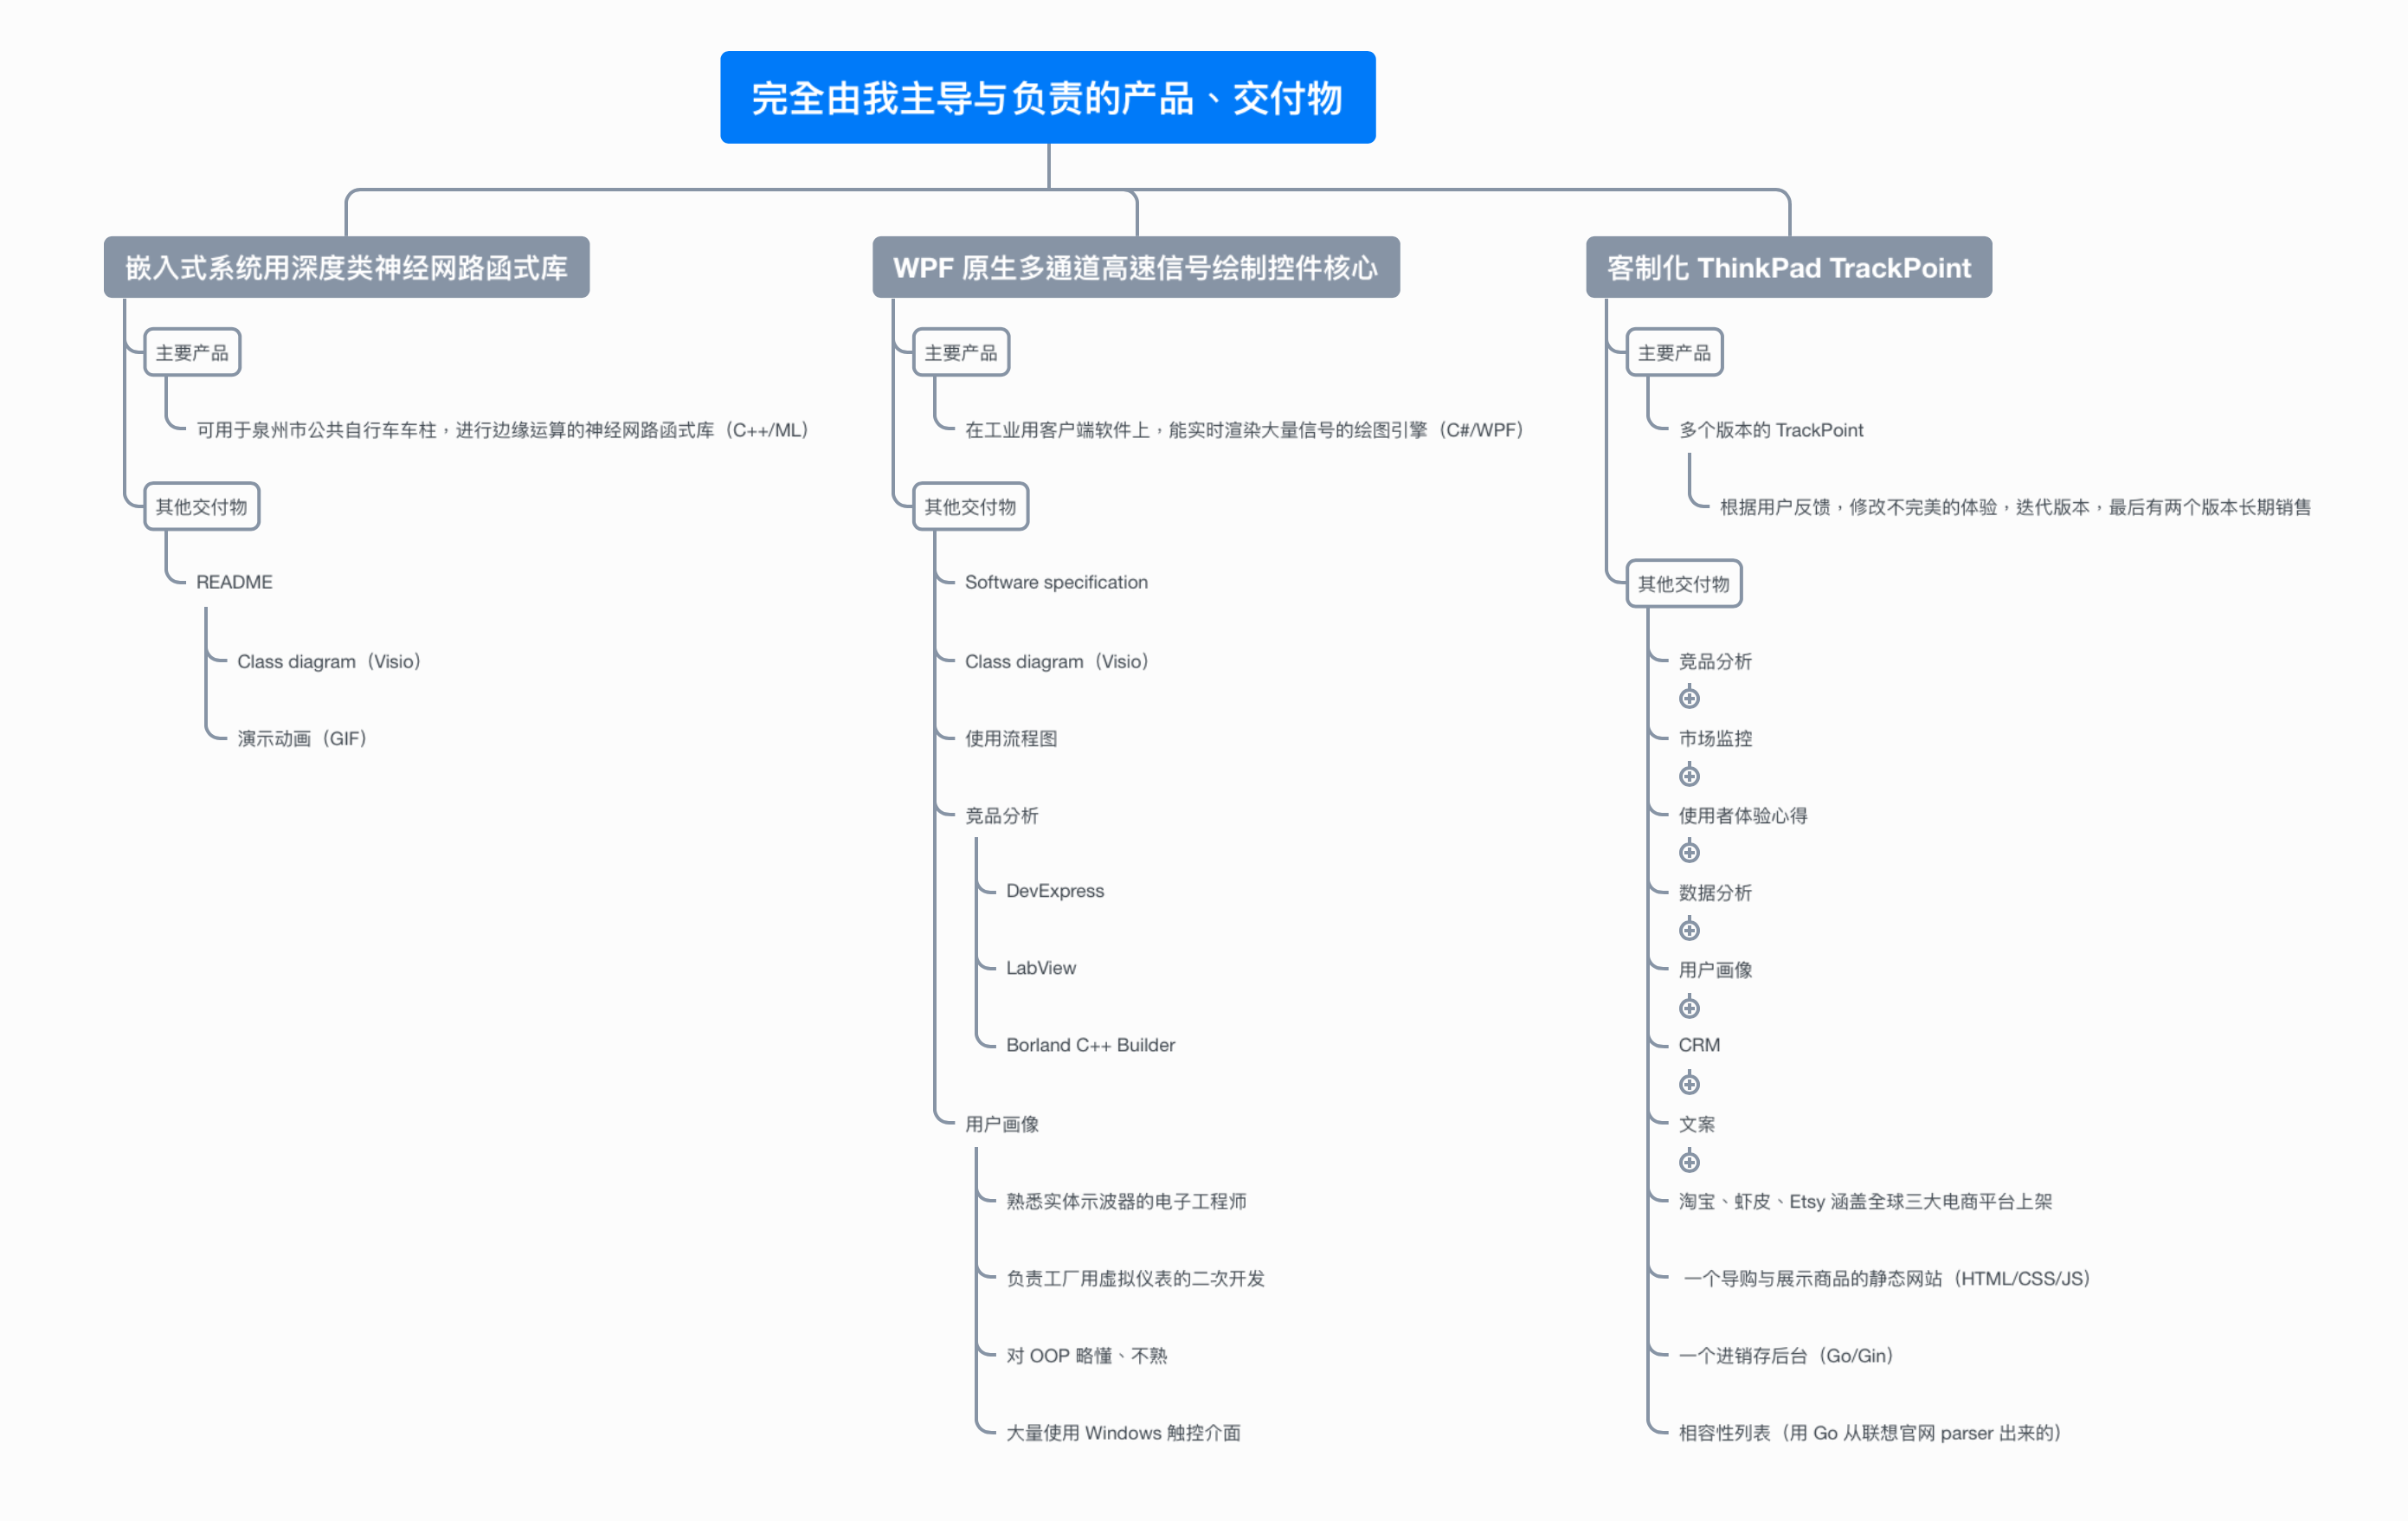 完全由我主导与负责的产品、交付物
嵌入式系统用深度类神经网路函式库
主要产品
可用于泉州市公共自行车车柱，进行边缘运算的神经网路函式库（C++/ML）
其他交付物
README
Class diagram（Visio）
演示动画（GIF）
WPF 原生多通道高速信号绘制控件核心
主要产品
在工业用客户端软件上，能实时渲染大量信号的绘图引擎（C#/WPF）
其他交付物
Software specification
Class diagram（Visio）
使用流程图
竞品分析
DevExpress
LabView
Borland C++ Builder
用户画像
熟悉实体示波器的电子工程师
负责工厂用虚拟仪表的二次开发
对 OOP 略懂、不熟
大量使用 Windows 触控介面
客制化 ThinkPad TrackPoint
主要产品
多个版本的 TrackPoint
根据用户反馈，修改不完美的体验，迭代版本，最后有两个版本长期销售
其他交付物
竞品分析
市场监控
使用者体验心得
数据分析
用户画像
CRM
文案
淘宝、虾皮、Etsy 涵盖全球三大电商平台上架
一个导购与展示商品的静态网站（HTML/CSS/JS）
一个进销存后台（Go/Gin）
相容性列表（用 Go 从联想官网 parser 出来的）